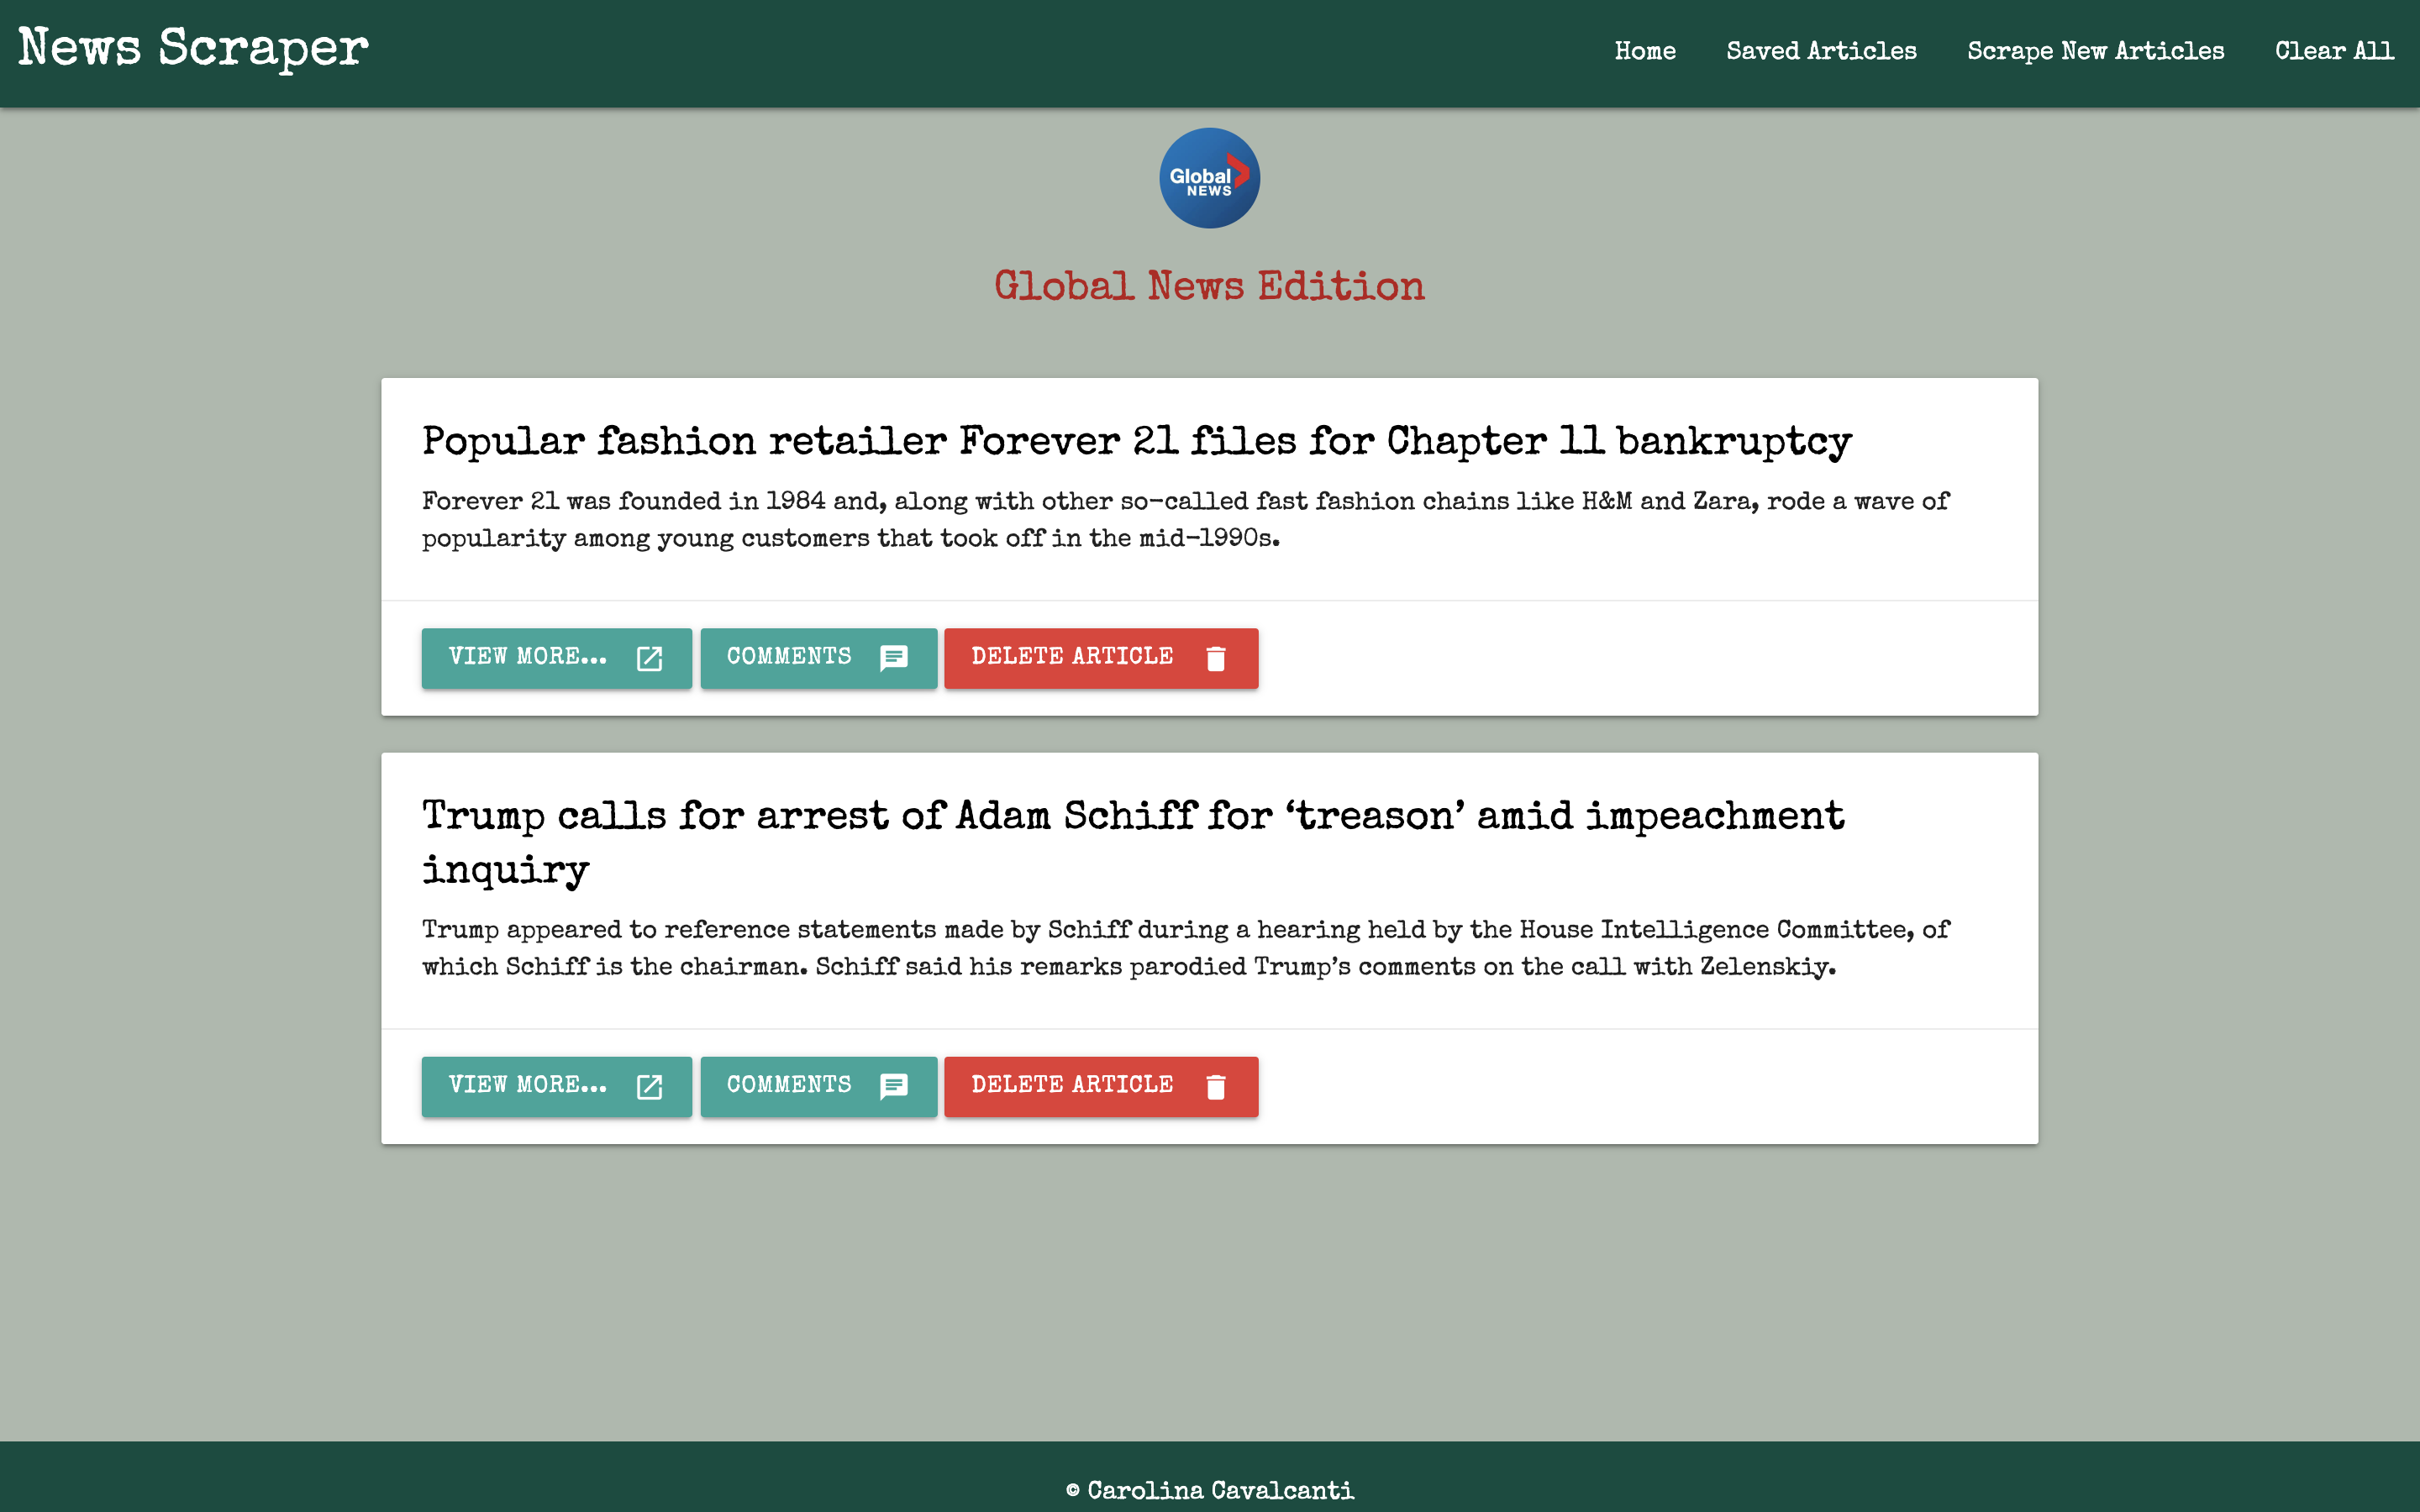 News Scraper
Home Saved Articles Scrape New Articles Clear All
Global
NEWS
Global News Edition
Popular fashion retailer Forever 21 files for Chapter 11 bankruptcy
Forever 21 was founded in 1984 and, along with other so-called fast fashion chains like H&M and Zara, rode a wave of
popularity among young customers that took off in the mid-1990s.
VIEW MORE... COMMENTS DELETE ARTICLE
Trump calls for arrest of Adam Schiff for ‘treason’ amid impeachment
inquiry
Trump appeared to reference statements made by Schiff during a hearing held by the House Intelligence Committee, of
which Schiff is the chairman. Schiff said his remarks parodied Trump’s comments on the call with Zelenskiy.
VIEW MORE... COMMENTS DELETE ARTICLE
© Carolina Cavalcanti